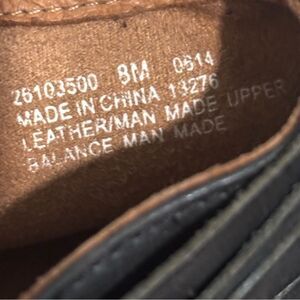 26103500 8M 0614
MADE IN CHINA 13276
LEATHER/MAN MADE UPPER
BALANCE MAN MADE